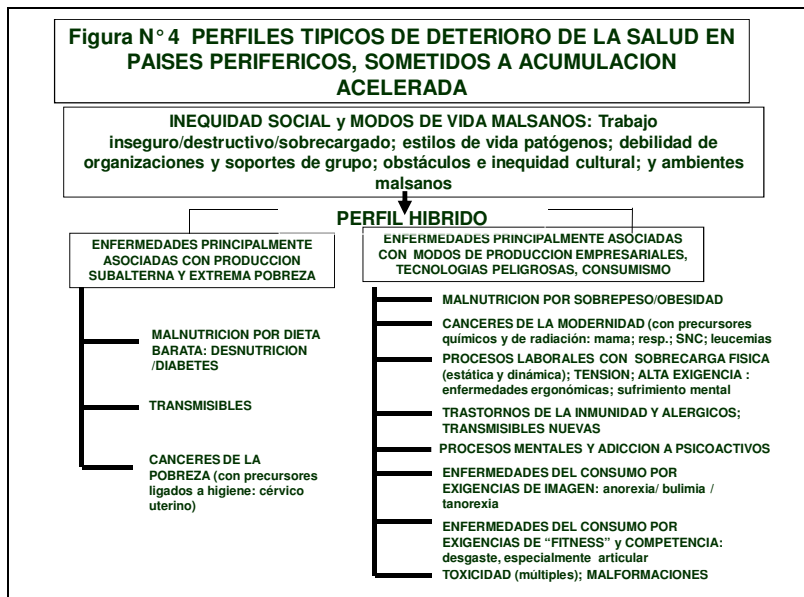 Figura N° 4 PERFILES TIPICOS DE DETERIORO DE LA SALUD EN
PAISES PERIFERICOS, SOMETIDOS A ACUMULACION
ACELERADA
INEQUIDAD SOCIAL y MODOS DE VIDA MALSANOS: Trabajo
inseguro/destructivo/sobrecargado; estilos de vida patógenos; debilidad de
organizaciones y soportes de grupo; obstáculos e inequidad cultural; y ambientes
malsanos
PERFIL HIBRIDO
ENFERMEDADES PRINCIPALMENTE
ASOCIADAS CON PRODUCCION
SUBALTERNA Y EXTREMA POBREZA
MALNUTRICION POR DIETA
BARATA: DESNUTRICION
/DIABETES
TRANSMISIBLES
CANCERES DE LA
POBREZA (con precursores
ligados a higiene: cérvico
uterino)
ENFERMEDADES PRINCIPALMENTE ASOCIADAS
CON MODOS DE PRODUCCION EMPRESARIALES,
TECNOLOGIAS PELIGROSAS, CONSUMISMO
MALNUTRICION POR SOBREPESO/OBESIDAD
CANCERES DE LA MODERNIDAD (con precursores
químicos y de radiación: mama; resp.; SNC; leucemias
PROCESOS LABORALES CON SOBRECARGA FISICA
(estática y dinámica); TENSION; ALTA EXIGENCIA :
enfermedades ergonómicas; sufrimiento mental
TRASTORNOS DE LA INMUNIDAD Y ALERGICOS;
TRANSMISIBLES NUEVAS
PROCESOS MENTALES Y ADICCION A PSICOACTIVOS
ENFERMEDADES DEL CONSUMO POR
EXIGENCIAS DE IMAGEN: anorexia/ bulimia /
tanorexia
ENFERMEDADES DEL CONSUMO POR
EXIGENCIAS DE “FITNESS” y COMPETENCIA:
desgaste, especialmente articular
TOXICIDAD (múltiples); MALFORMACIONES